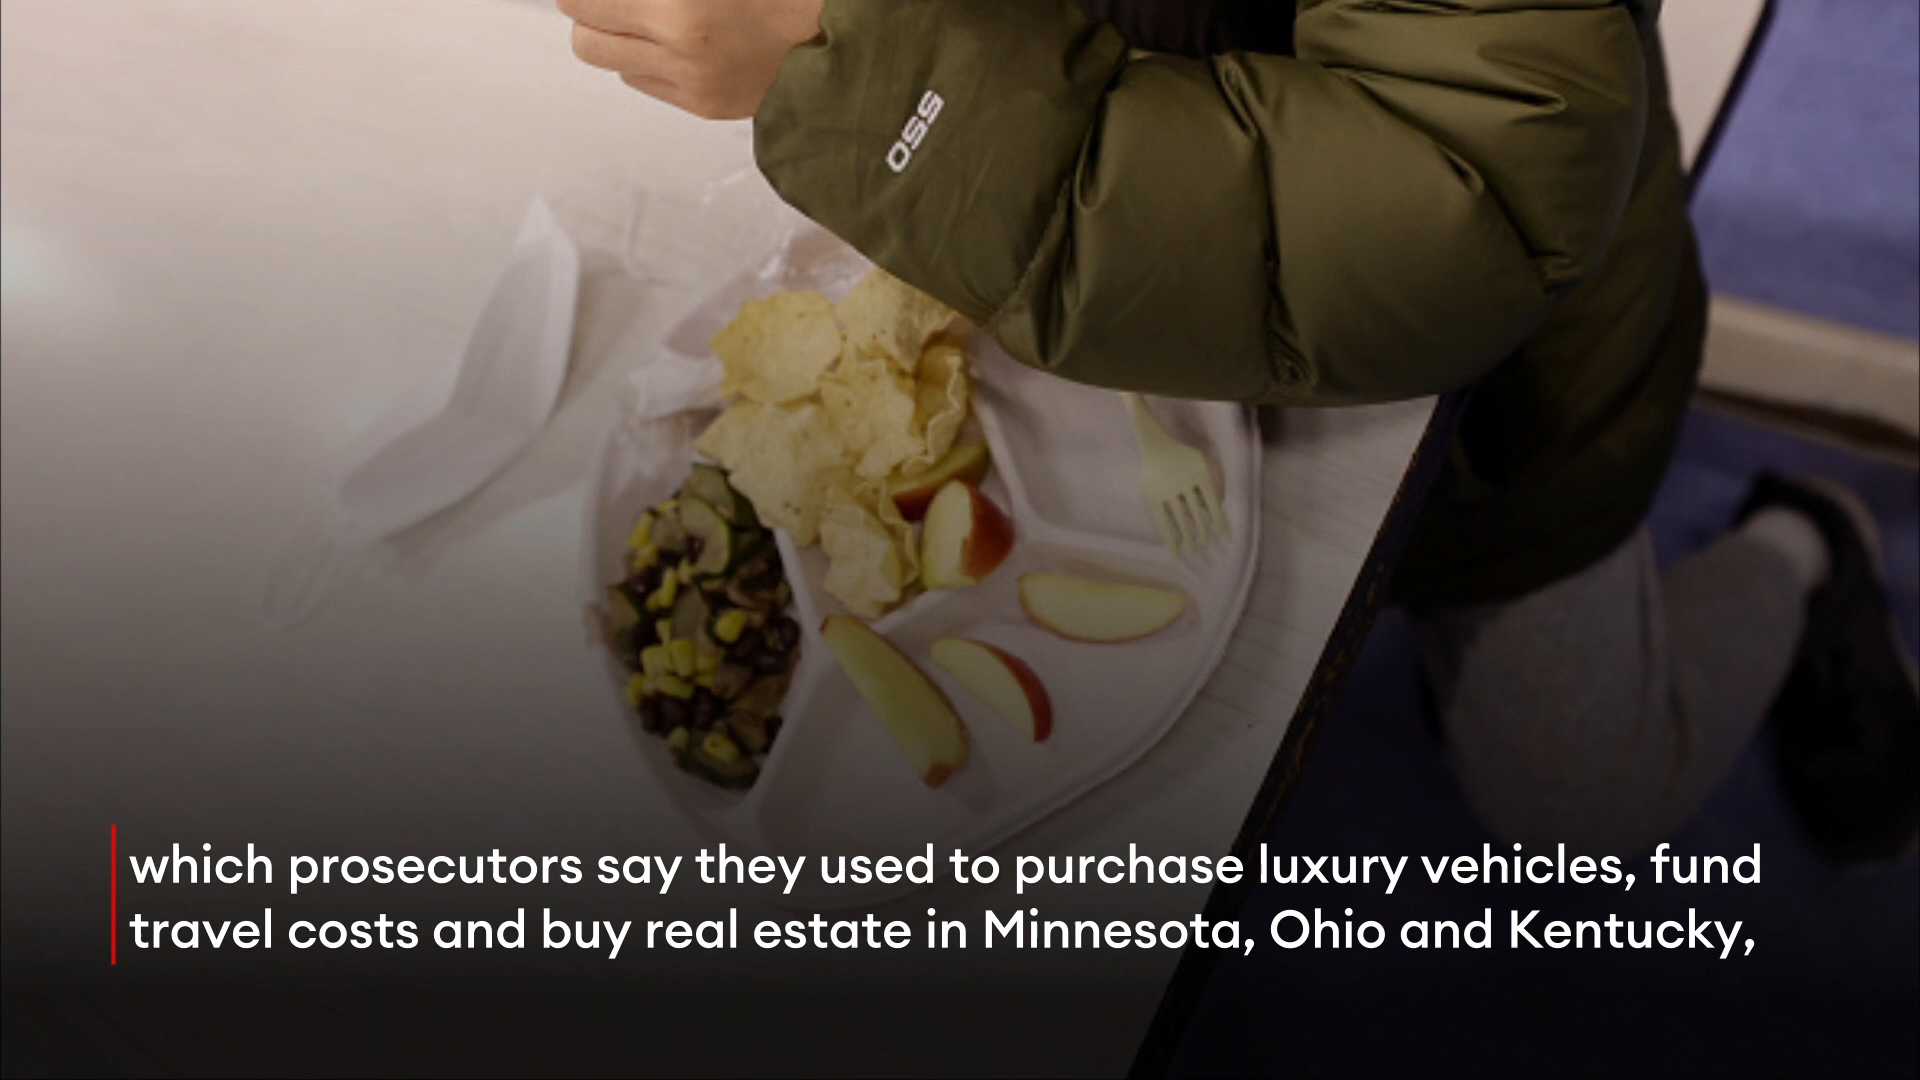 OSS
which prosecutors say they used to purchase luxury vehicles, fund
travel costs and buy real estate in Minnesota, Ohio and Kentucky,